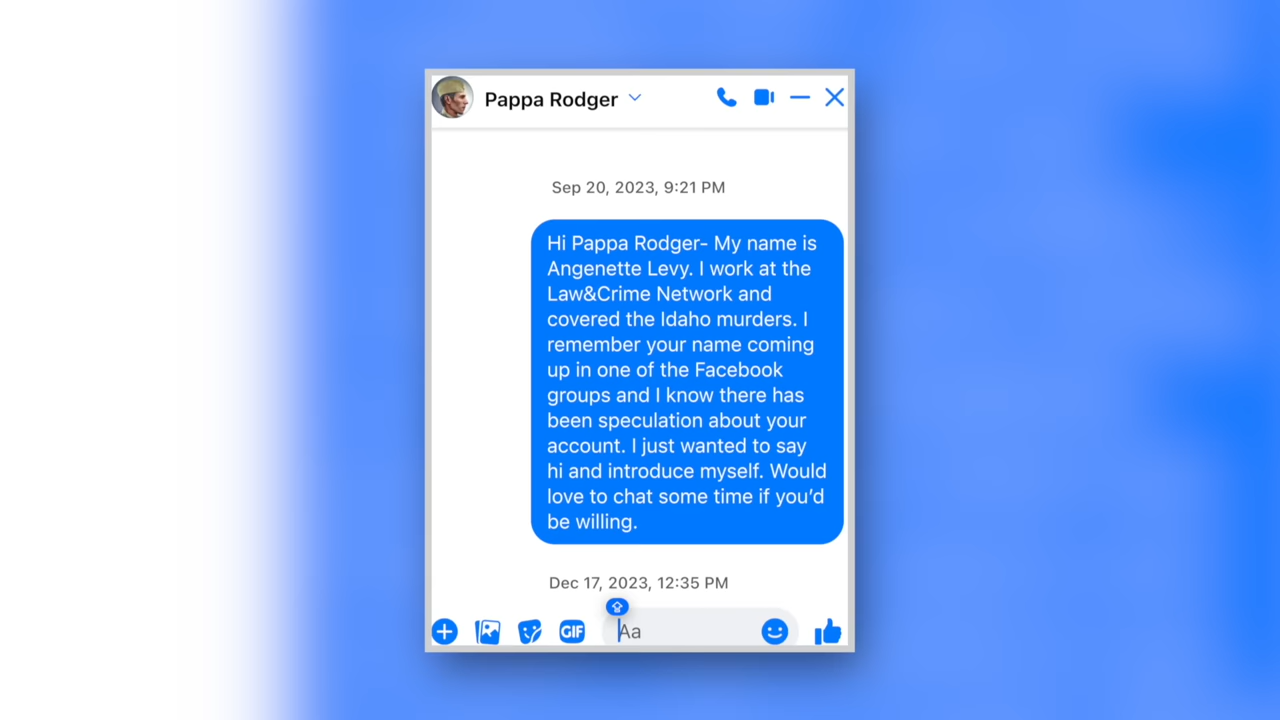 Pappa Rodger
Sep 20, 2023, 9:21 PM
Hi Pappa Rodger- My name is
Angenette Levy. I work at the
Law&Crime Network and
covered the Idaho murders. I
remember your name coming
up in one of the Facebook
groups and I know there has
been speculation about your
account. I just wanted to say
hi and introduce myself. Would
love to chat some time if you’d
be willing.
Dec 17, 2023, 12:35 PM
GIF
Aa